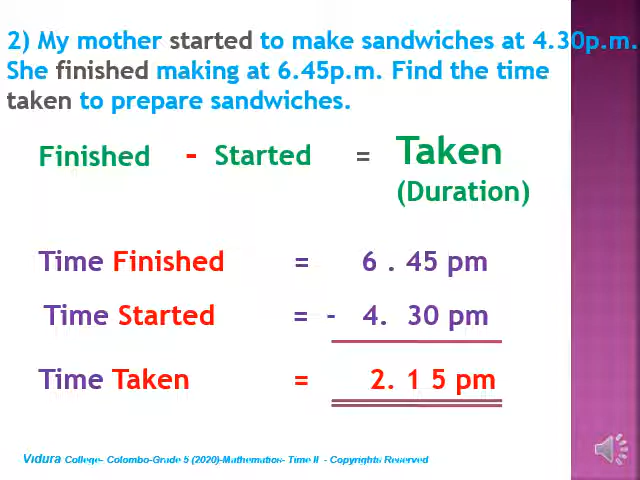 2) My mother started to make sandwiches at 4.30p.m.
She finished making at 6.45p.m. Find the time
taken to prepare sandwiches.
Finished - Started = Taken
(Duration)
Time Finished = 6 . 45 pm
Time Started = - 4. 30 pm
Time Taken = 2. 1 5 pm
Vidura College- Colombo-Grade 5 (2020)-Mathematics- Time II - Copyrights Reserved